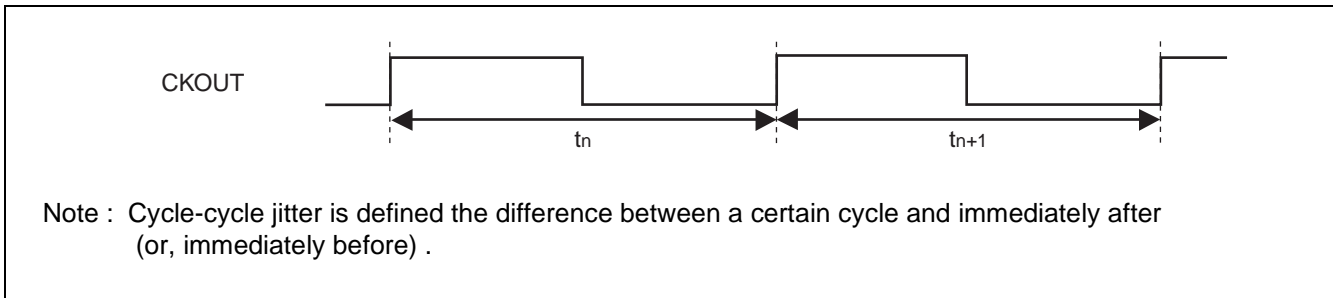 CKOUT
tn
tn+1
Note : Cycle-cycle jitter is defined the difference between a certain cycle and immediately after
(or, immediately before) .